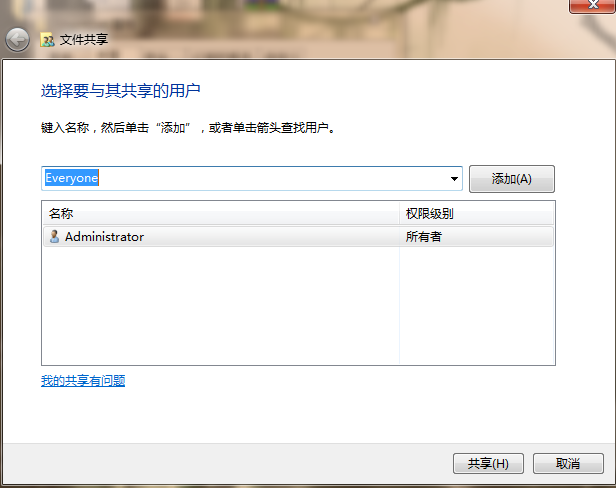 文件共享
选择要与其共享的用户
键入名称，然后单击“添加”，或者单击箭头查找用户。
Everyone
添加(A)
名称 权限级别
Administrator 所有者
我的共享有问题
共享(H) 取消